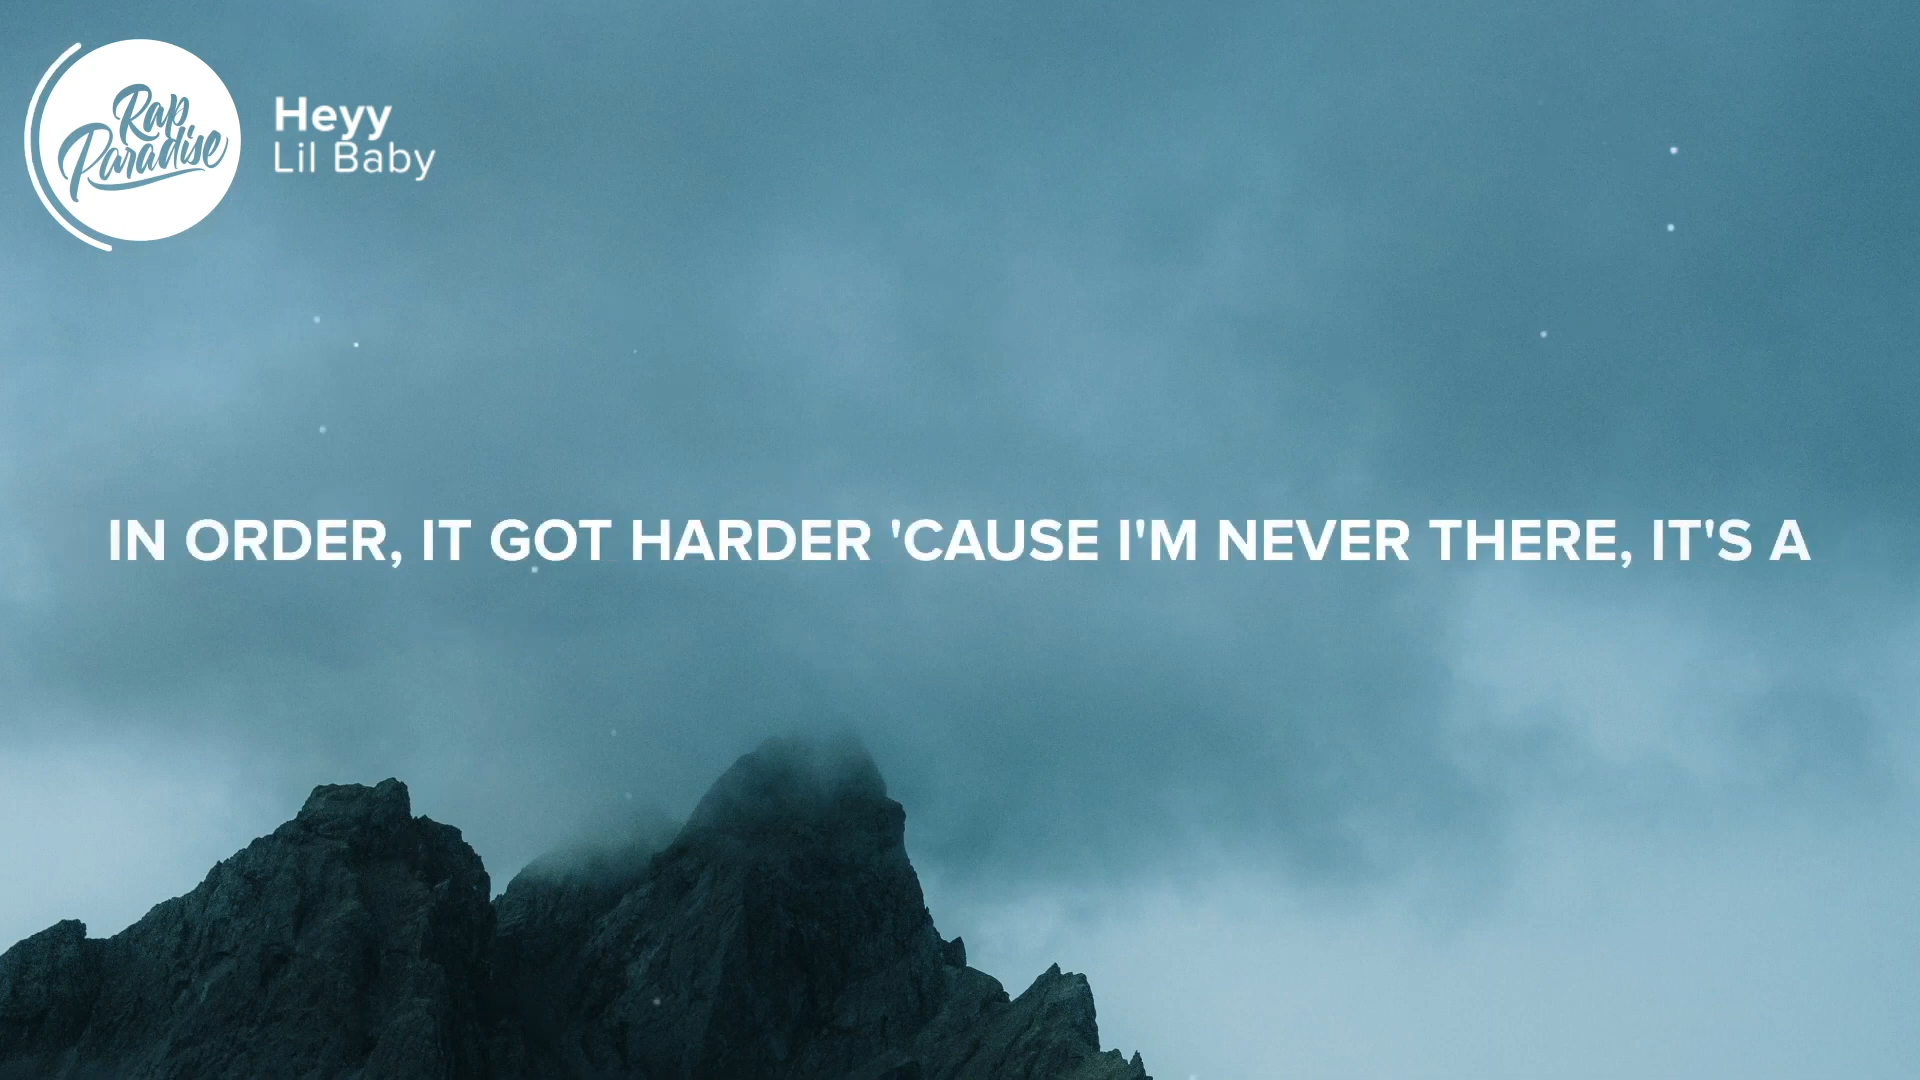 Rap
Paradise
Heyy
Lil Baby
IN ORDER, IT GOT HARDER 'CAUSE I'M NEVER THERE, IT'S A